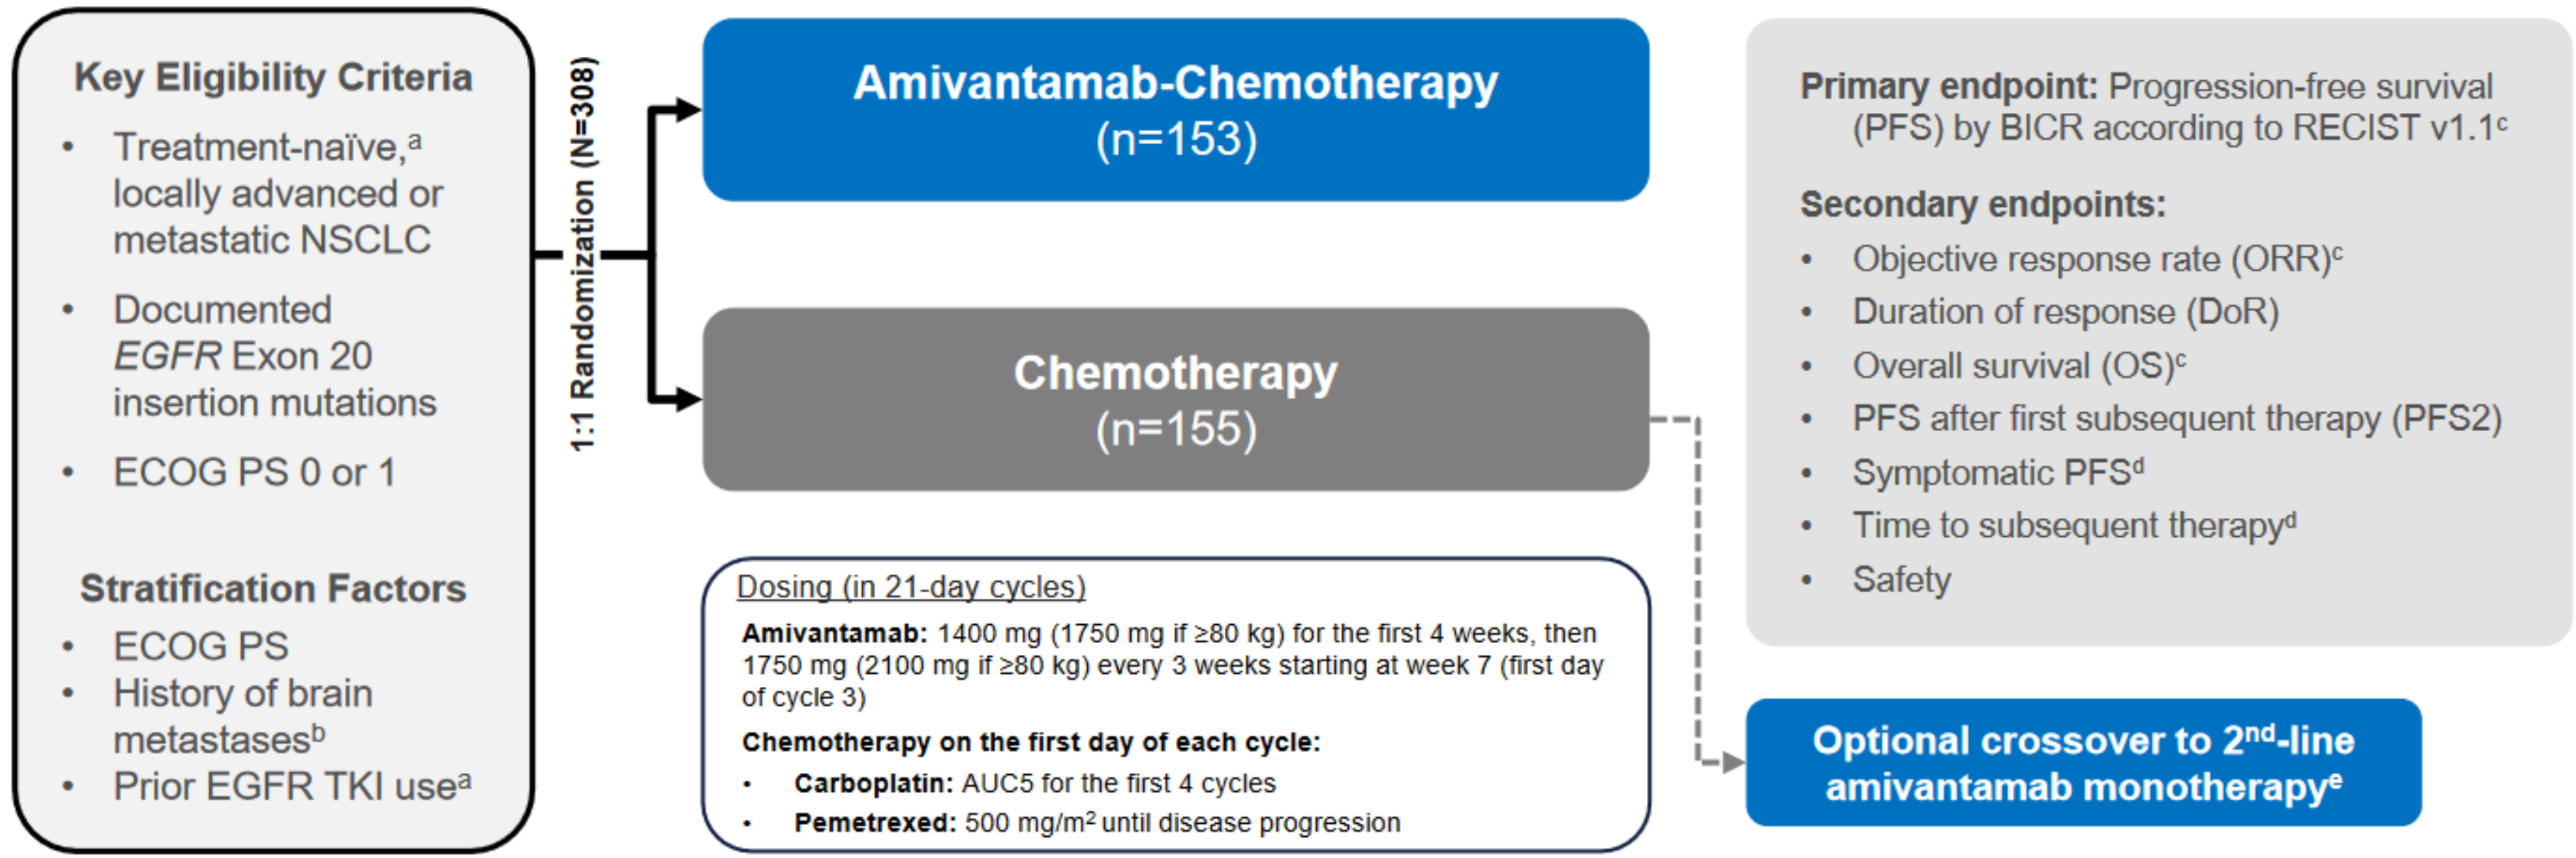 Key Eligibility Criteria
• Treatment-naïve,ᵃ
locally advanced or
metastatic NSCLC
• Documented
EGFR Exon 20
insertion mutations
• ECOG PS 0 or 1
Stratification Factors
• ECOG PS
• History of brain
metastasesᵇ
• Prior EGFR TKI useᵃ
1:1 Randomization (N=308)
Amivantamab-Chemotherapy
(n=153)
Chemotherapy
(n=155)
Dosing (in 21-day cycles)
Amivantamab: 1400 mg (1750 mg if ≥80 kg) for the first 4 weeks, then
1750 mg (2100 mg if ≥80 kg) every 3 weeks starting at week 7 (first day
of cycle 3)
Chemotherapy on the first day of each cycle:
• Carboplatin: AUC5 for the first 4 cycles
• Pemetrexed: 500 mg/m² until disease progression
Primary endpoint: Progression-free survival
(PFS) by BICR according to RECIST v1.1ᶜ
Secondary endpoints:
• Objective response rate (ORR)ᶜ
• Duration of response (DoR)
• Overall survival (OS)ᶜ
• PFS after first subsequent therapy (PFS2)
• Symptomatic PFSᵈ
• Time to subsequent therapyᵈ
• Safety
Optional crossover to 2ⁿᵈ-line
amivantamab monotherapyᵉ